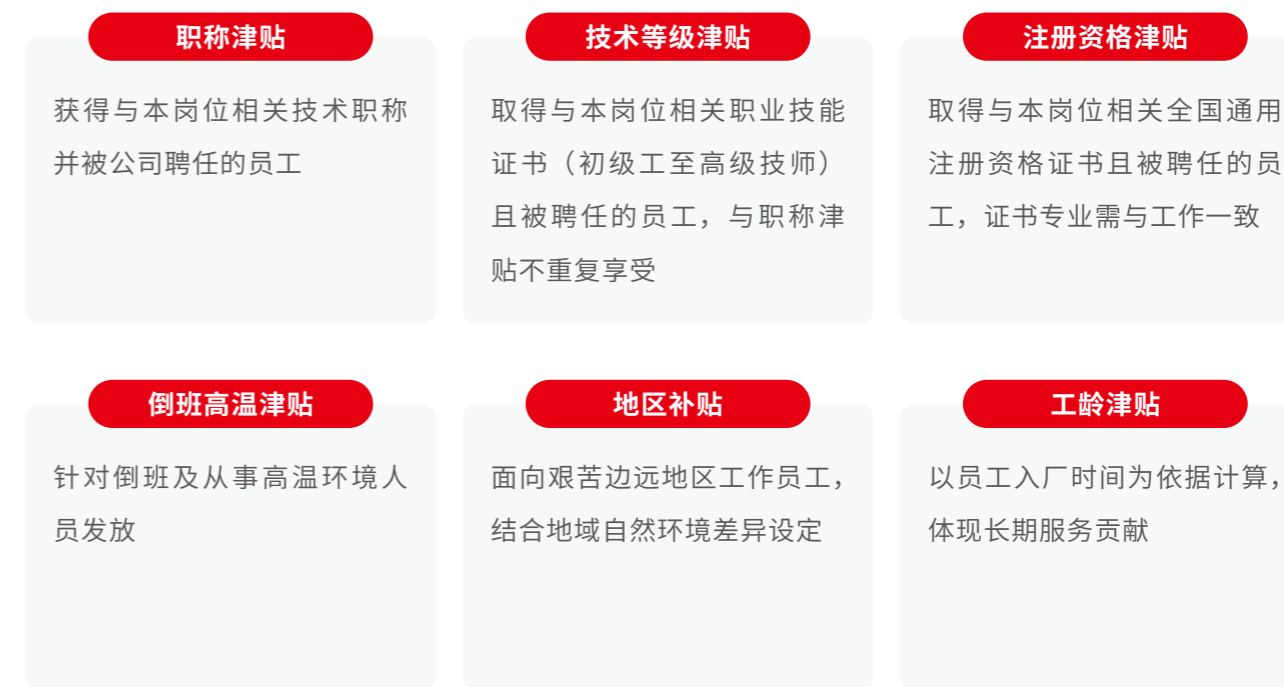 职称津贴
获得与本岗位相关技术职称
并被公司聘任的员工
技术等级津贴
取得与本岗位相关职业技能
证书（初级工至高级技师）
且被聘任的员工，与职称津
贴不重复享受
注册资格津贴
取得与本岗位相关全国通用
注册资格证书且被聘任的员
工，证书专业需与工作一致
倒班高温津贴
针对倒班及从事高温环境人
员发放
地区补贴
面向艰苦边远地区工作员工，
结合地域自然环境差异设定
工龄津贴
以员工入厂时间为依据计算，
体现长期服务贡献